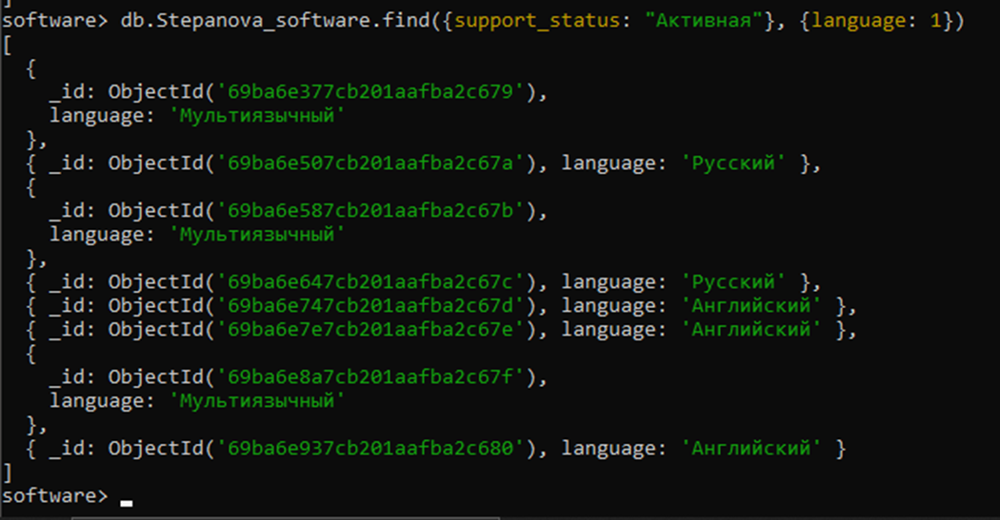 ]
software> db.Stepanova_software.find({support_status: "Активная"}, {language: 1})
[
  {
    _id: ObjectId('69ba6e377cb201aafba2c679'),
    language: 'Мультиязычный'
  },
  { _id: ObjectId('69ba6e507cb201aafba2c67a'), language: 'Русский' },
  {
    _id: ObjectId('69ba6e587cb201aafba2c67b'),
    language: 'Мультиязычный'
  },
  { _id: ObjectId('69ba6e647cb201aafba2c67c'), language: 'Русский' },
  { _id: ObjectId('69ba6e747cb201aafba2c67d'), language: 'Английский' },
  { _id: ObjectId('69ba6e7e7cb201aafba2c67e'), language: 'Английский' },
  {
    _id: ObjectId('69ba6e8a7cb201aafba2c67f'),
    language: 'Мультиязычный'
  },
  { _id: ObjectId('69ba6e937cb201aafba2c680'), language: 'Английский' }
]
software>